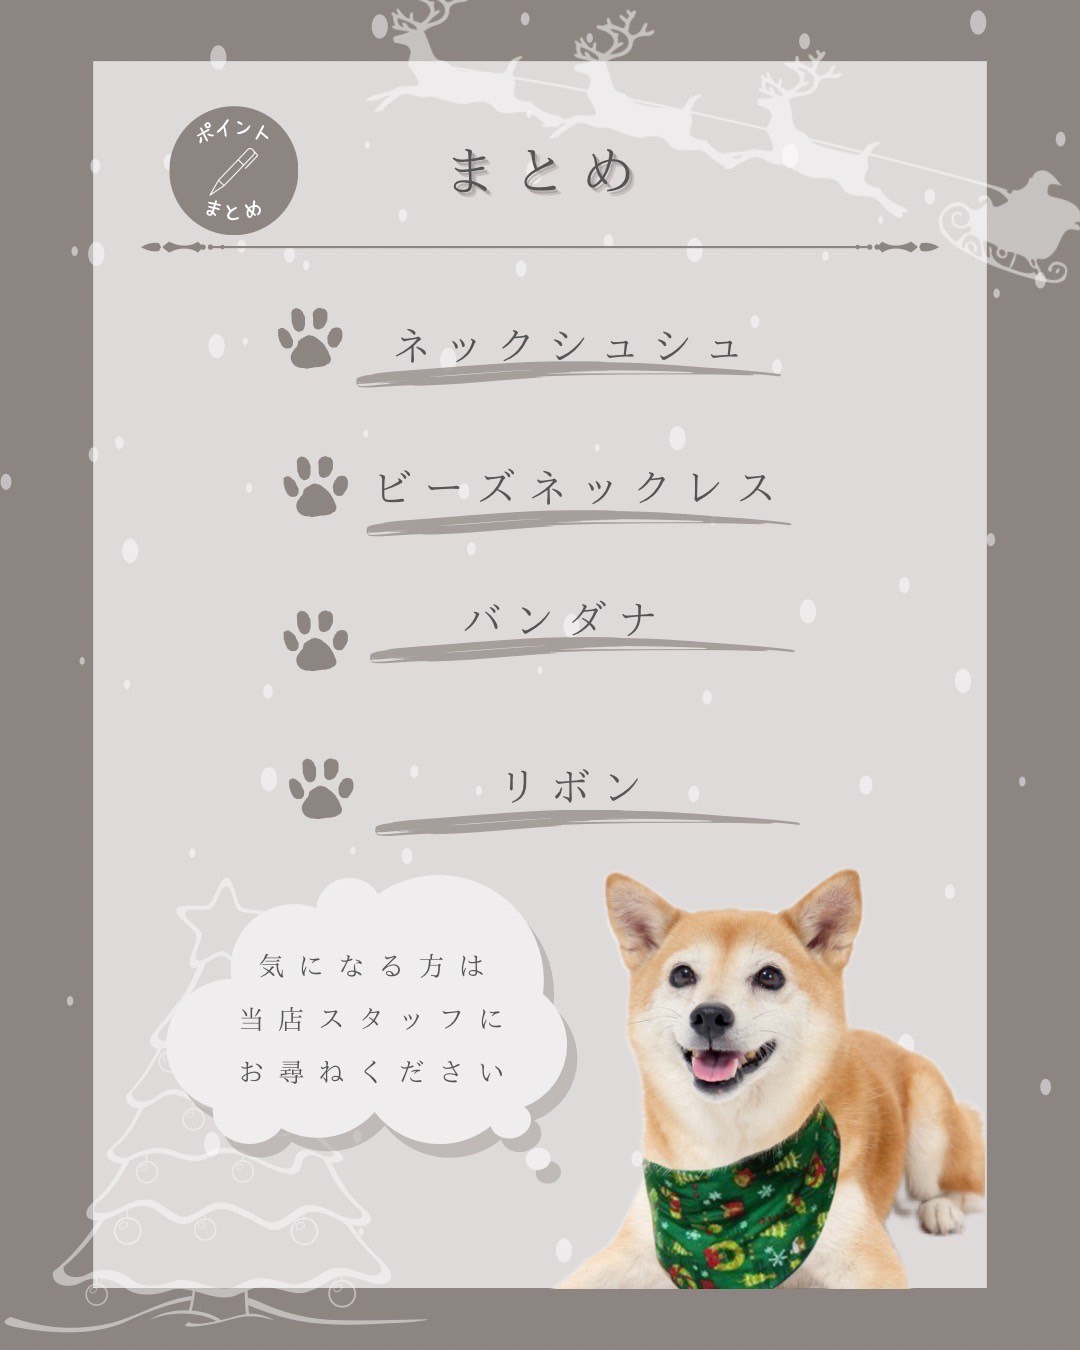 ポイント
まとめ
まとめ
ネックシュシュ
ビーズネックレス
バンダナ
リボン
気になる方は
当店スタッフに
お尋ねください